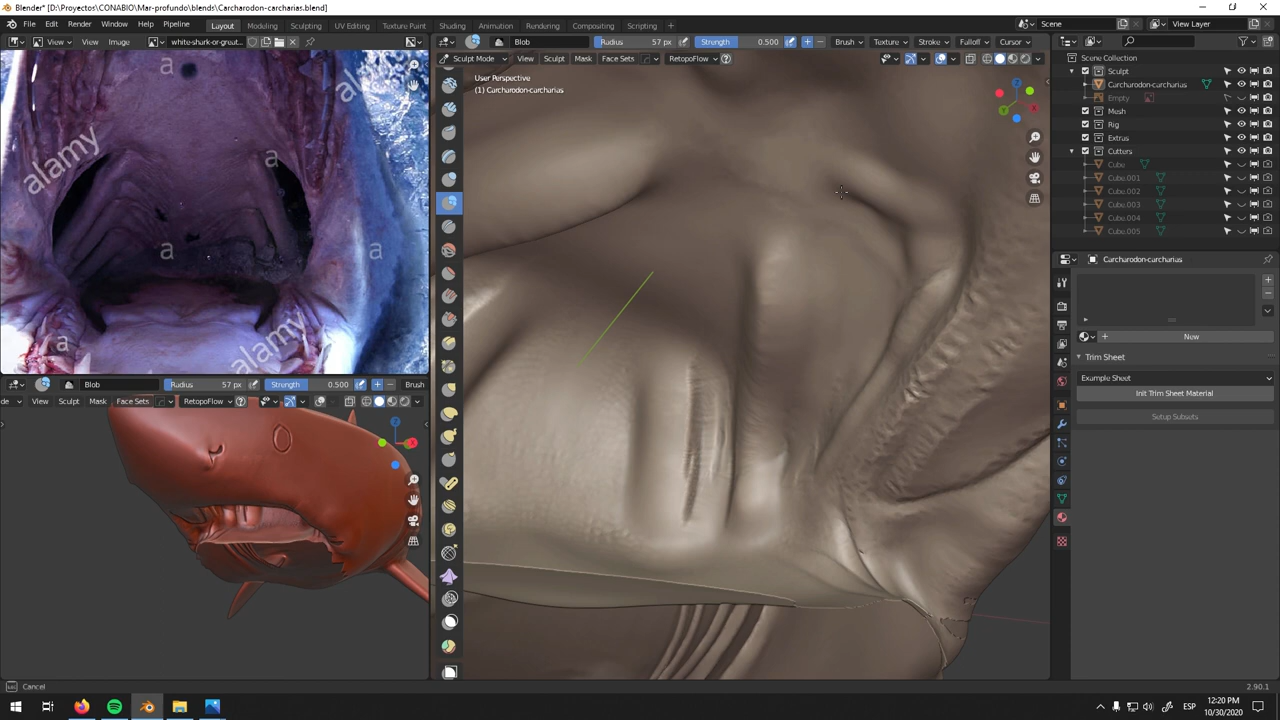 Blender* [D:\Proyectos\CONABIO\Mar-profundo\blends\Carcharodon-carcharias.blend]
File Edit Render Window Help Pipeline Layout Modeling Sculpting UV Editing Texture Paint Shading Animation Rendering Compositing Scripting + Scene View Layer
View View Image white-shark-or-great... Blob Radius 57 px Strength 0.500 Brush Texture Stroke Falloff Cursor
Sculpt Mode View Sculpt Mask Face Sets RetopoFlow
User Perspective
(1) Carcharodon-carcharias
Scene Collection
Sculpt
Carcharodon-carcharias
Empty
Mesh
Rig
Extrus
Cutters
Cube
Cube.001
Cube.002
Cube.003
Cube.004
Cube.005
Carcharodon-carcharias
+ New
Trim Sheet
Example Sheet
Init Trim Sheet Material
Setup Subsets
a
alamy
alamy
a
a
a
alamy
a
Blob Radius 57 px Strength 0.500 Brush
View Sculpt Mask Face Sets RetopoFlow
Cancel
2.90.1
ESP
12:20 PM
10/30/2020